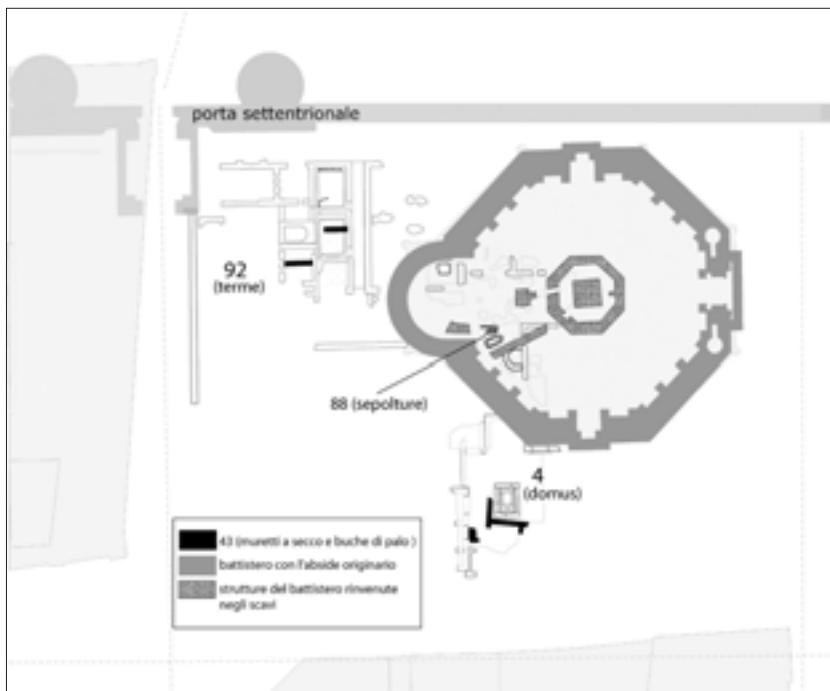 porta settentrionale
92
(terme)
88 (sepolture)
4
(domus)
43 (muretti a secco e buche di palo )
battistero con l'abside originario
strutture del battistero rinvenute
negli scavi